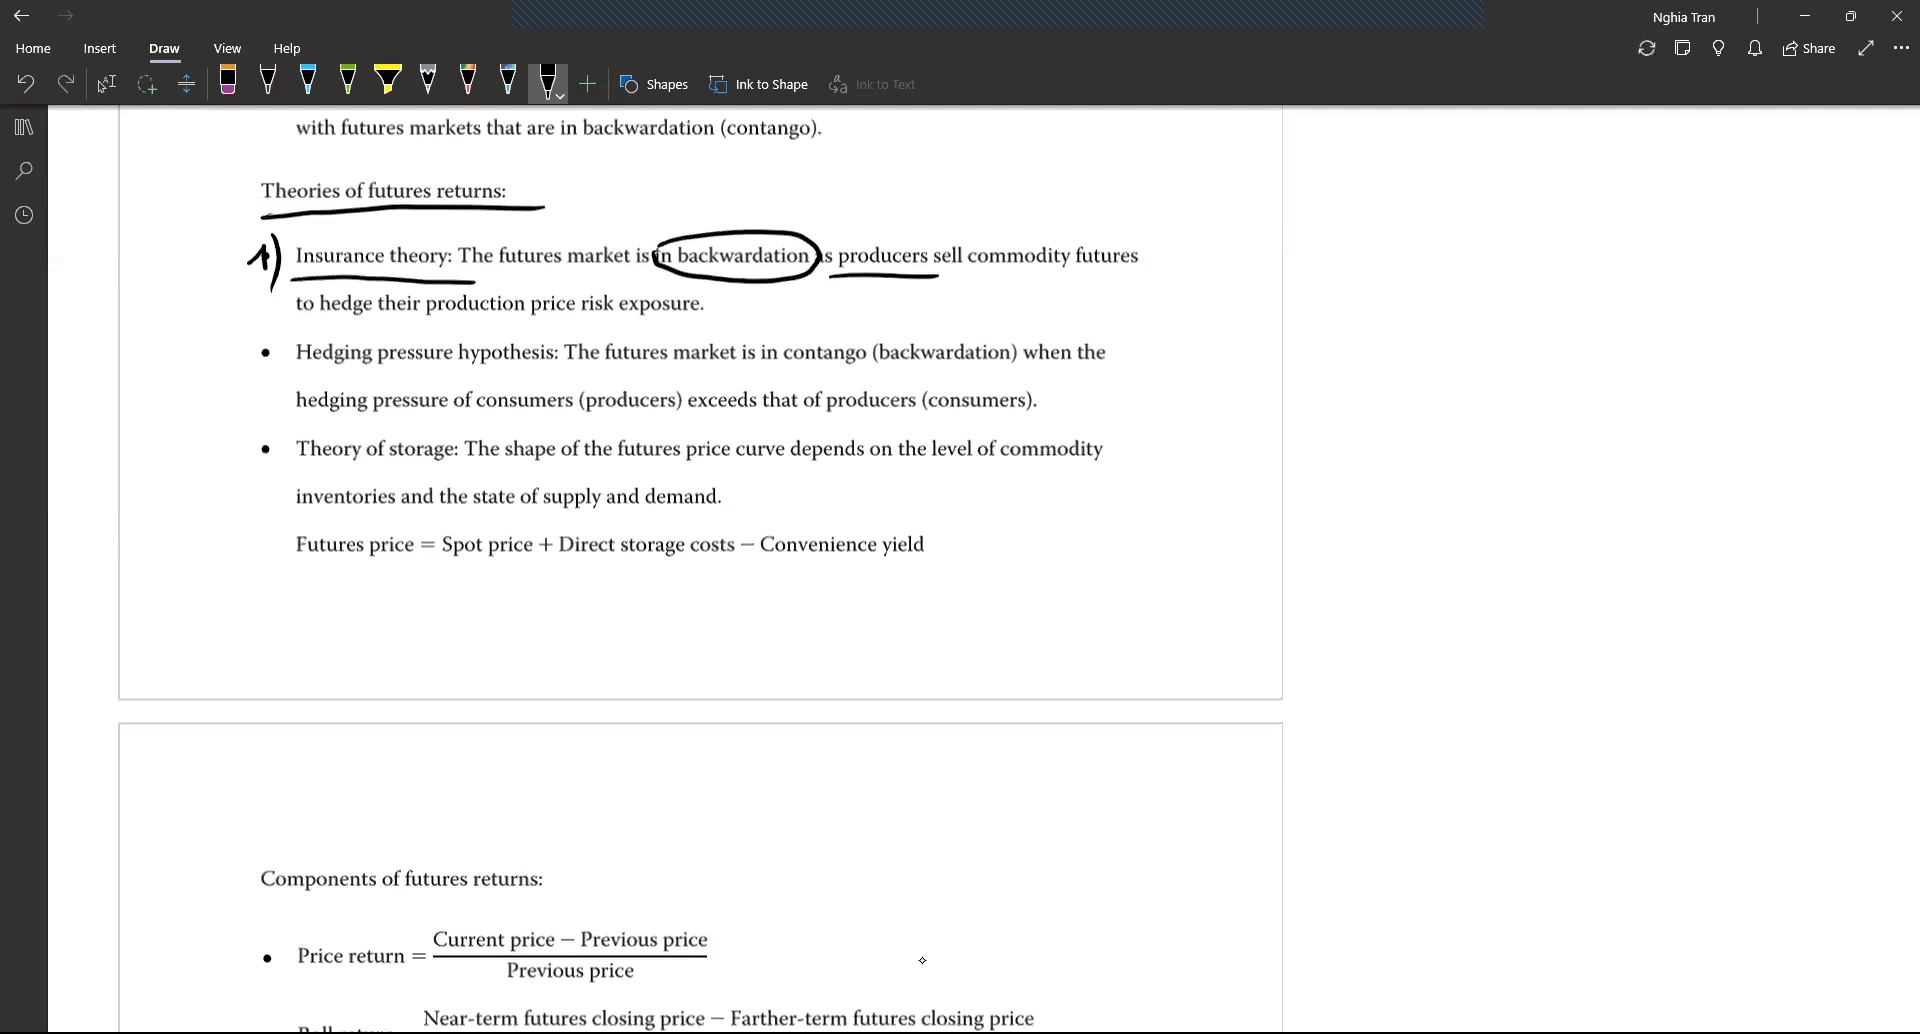 Nghia Tran
Home Insert Draw View Help
Share
Shapes Ink to Shape Ink to Text
with futures markets that are in backwardation (contango).
Theories of futures returns:
1) Insurance theory: The futures market is in backwardation as producers sell commodity futures
to hedge their production price risk exposure.
• Hedging pressure hypothesis: The futures market is in contango (backwardation) when the
hedging pressure of consumers (producers) exceeds that of producers (consumers).
• Theory of storage: The shape of the futures price curve depends on the level of commodity
inventories and the state of supply and demand.
Futures price = Spot price + Direct storage costs − Convenience yield
Components of futures returns:
• Price return = Current price − Previous price
Previous price
Near-term futures closing price − Farther-term futures closing price